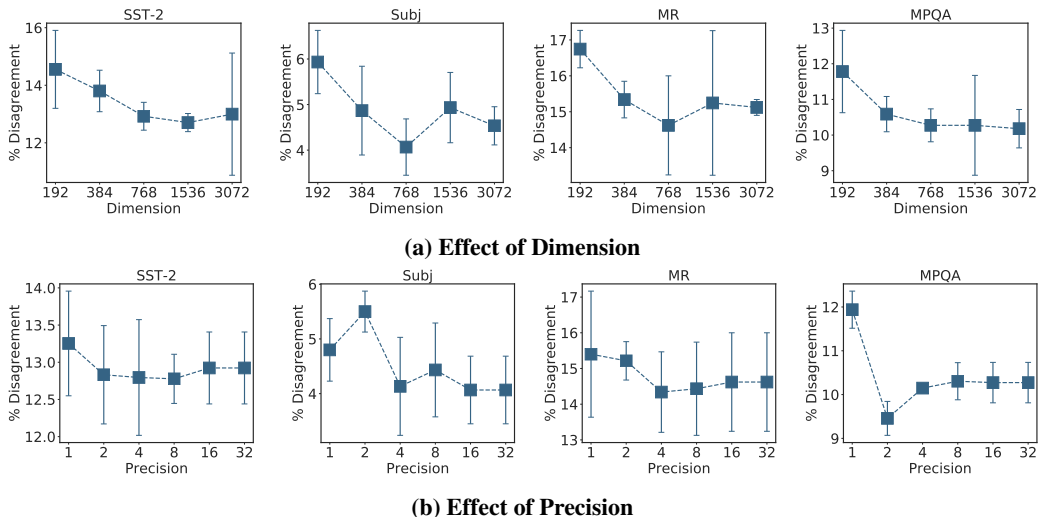 SST-2
Subj
MR
MPQA
% Disagreement
16
14
12
192 384 768 1536 3072
Dimension
% Disagreement
6
5
4
192 384 768 1536 3072
Dimension
% Disagreement
17
16
15
14
192 384 768 1536 3072
Dimension
% Disagreement
13
12
11
10
9
192 384 768 1536 3072
Dimension
(a) Effect of Dimension
SST-2
Subj
MR
MPQA
% Disagreement
14.0
13.5
13.0
12.5
12.0
1 2 4 8 16 32
Precision
% Disagreement
6
5
4
1 2 4 8 16 32
Precision
% Disagreement
17
16
15
14
13
1 2 4 8 16 32
Precision
% Disagreement
12
11
10
9
1 2 4 8 16 32
Precision
(b) Effect of Precision